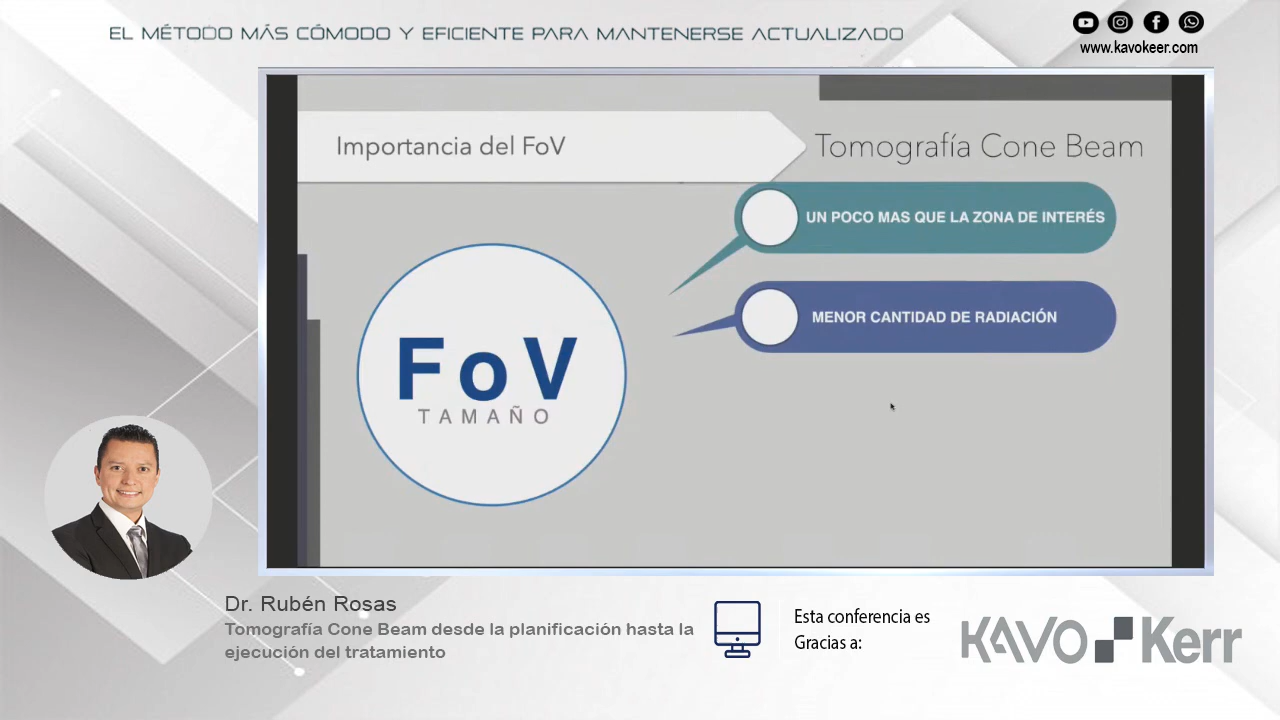 EL MÉTODO MÁS CÓMODO Y EFICIENTE PARA MANTENERSE ACTUALIZADO
www.kavokeer.com
Importancia del FoV
Tomografía Cone Beam
UN POCO MAS QUE LA ZONA DE INTERÉS
MENOR CANTIDAD DE RADIACIÓN
FoV
TAMAÑO
Dr. Rubén Rosas
Tomografía Cone Beam desde la planificación hasta la
ejecución del tratamiento
Esta conferencia es
Gracias a:
KAVO Kerr